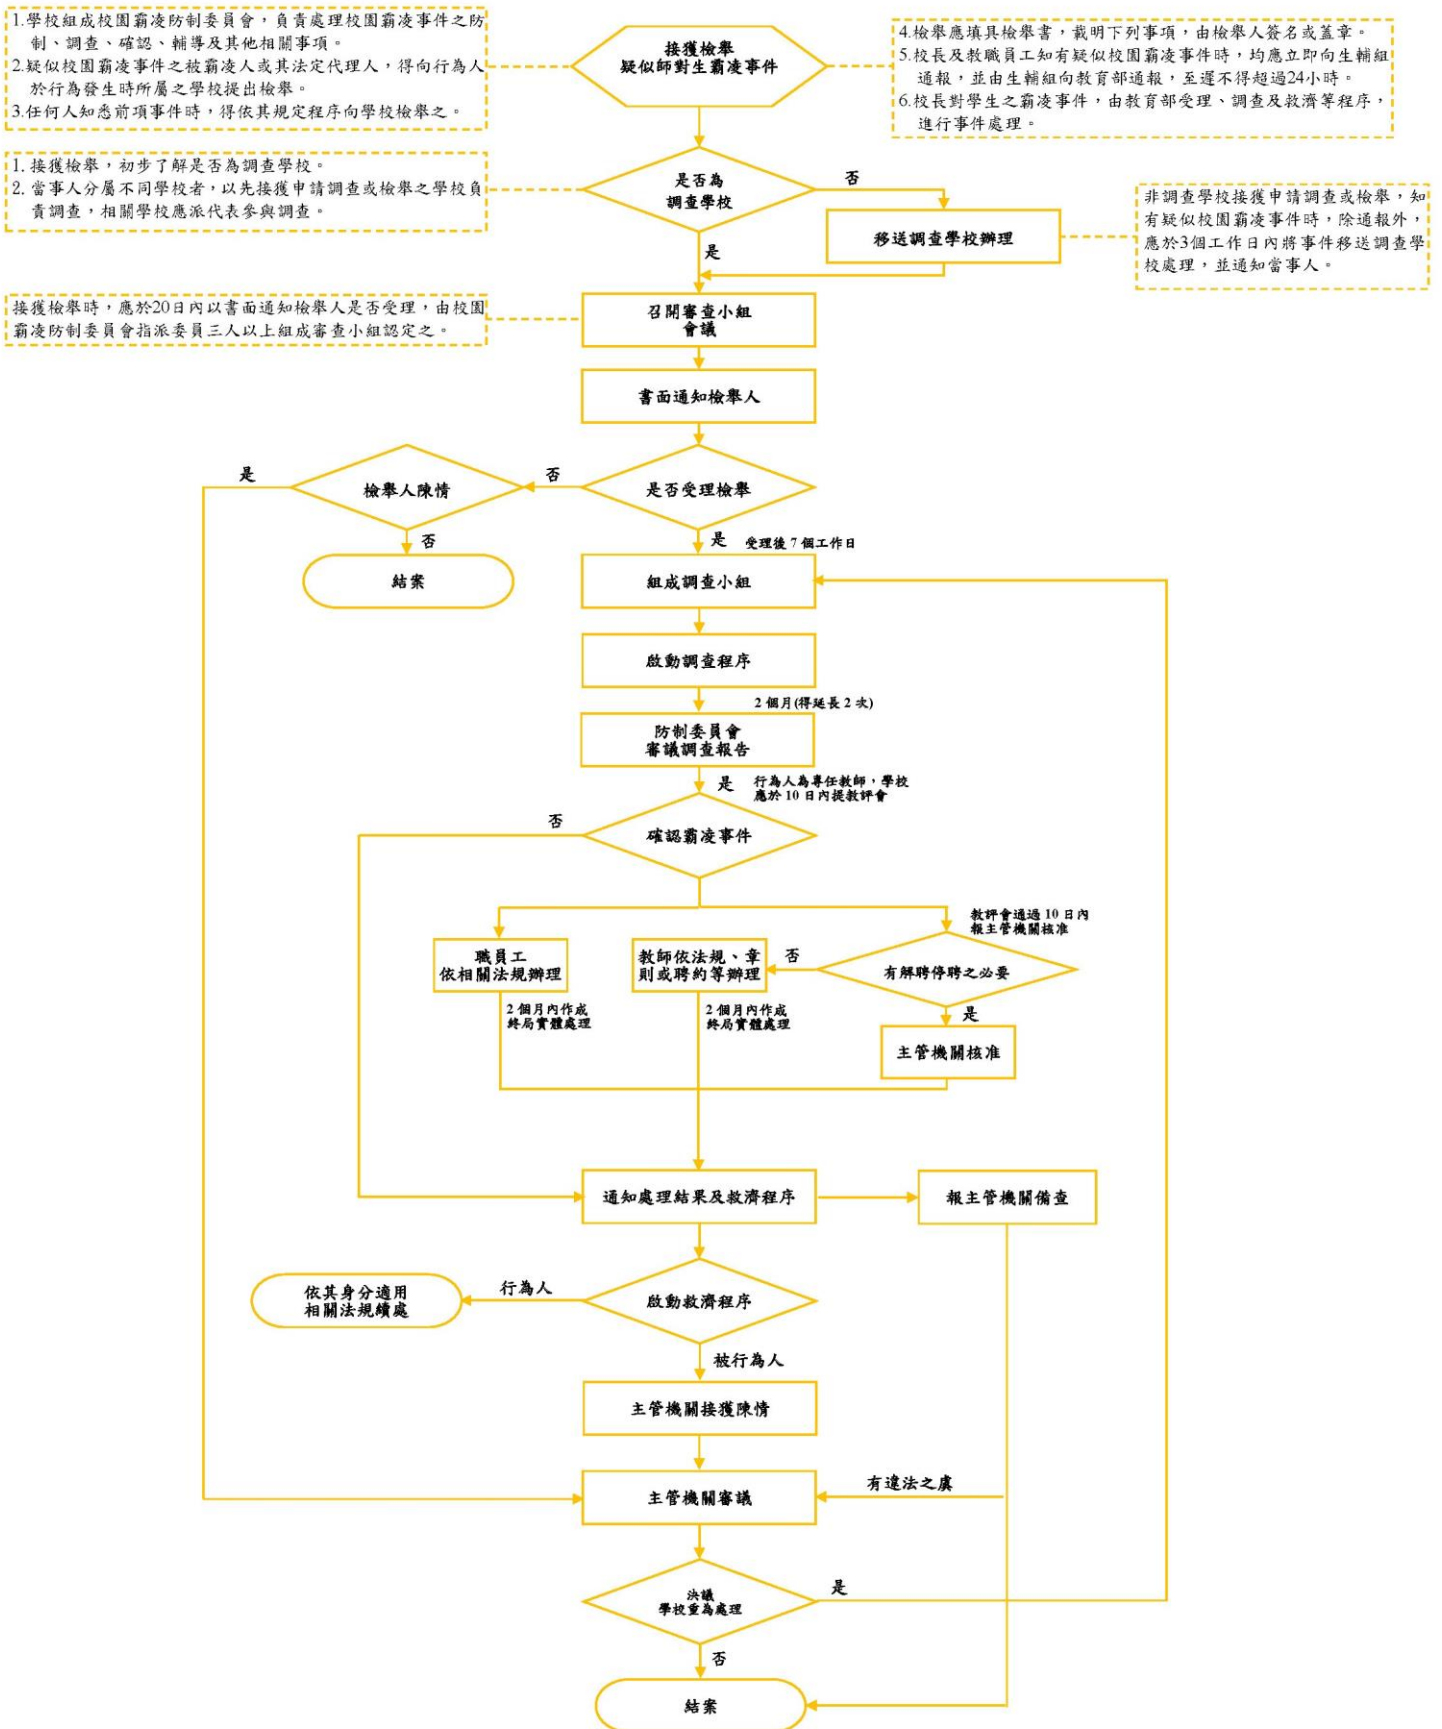 1.學校組成校園霸凌防制委員會，負責處理校園霸凌事件之防
制、調查、確認、輔導及其他相關事項。
2.疑似校園霸凌事件之被霸凌人或其法定代理人，得向行為人
於行為發生時所屬之學校提出檢舉。
3.任何人知悉前項事件時，得依其規定程序向學校檢舉之。
接獲檢舉
疑似師對生霸凌事件
4.檢舉應填具檢舉書，載明下列事項，由檢舉人簽名或蓋章。
5.校長及教職員工知有疑似校園霸凌事件時，均應立即向生輔組
通報，並由生輔組向教育部通報，至遲不得超過24小時。
6.校長對學生之霸凌事件，由教育部受理、調查及救濟等程序，
進行事件處理。
1. 接獲檢舉，初步了解是否為調查學校。
2. 當事人分屬不同學校者，以先接獲申請調查或檢舉之學校負
責調查，相關學校應派代表參與調查。
是否為
調查學校
否
移送調查學校辦理
非調查學校接獲申請調查或檢舉，知
有疑似校園霸凌事件時，除通報外，
應於3個工作日內將事件移送調查學
校處理，並通知當事人。
是
接獲檢舉時，應於20日內以書面通知檢舉人是否受理，由校園
霸凌防制委員會指派委員三人以上組成審查小組認定之。
召開審查小組
會議
書面通知檢舉人
是
檢舉人陳情
否
是否受理檢舉
否
結案
是
受理後 7 個工作日
組成調查小組
啟動調查程序
2 個月(得延長 2 次)
防制委員會
審議調查報告
是
行為人為專任教師，學校
應於 10 日內提教評會
否
確認霸凌事件
教評會通過 10 日內
報主管機關核准
職員工
依相關法規辦理
教師依法規、章
則或聘約等辦理
否
有解聘停聘之必要
2 個月內作成
終局實體處理
2 個月內作成
終局實體處理
是
主管機關核准
通知處理結果及救濟程序
報主管機關備查
依其身分適用
相關法規續處
行為人
啟動救濟程序
被行為人
主管機關接獲陳情
主管機關審議
有違法之虞
決議
學校重為處理
是
否
結案